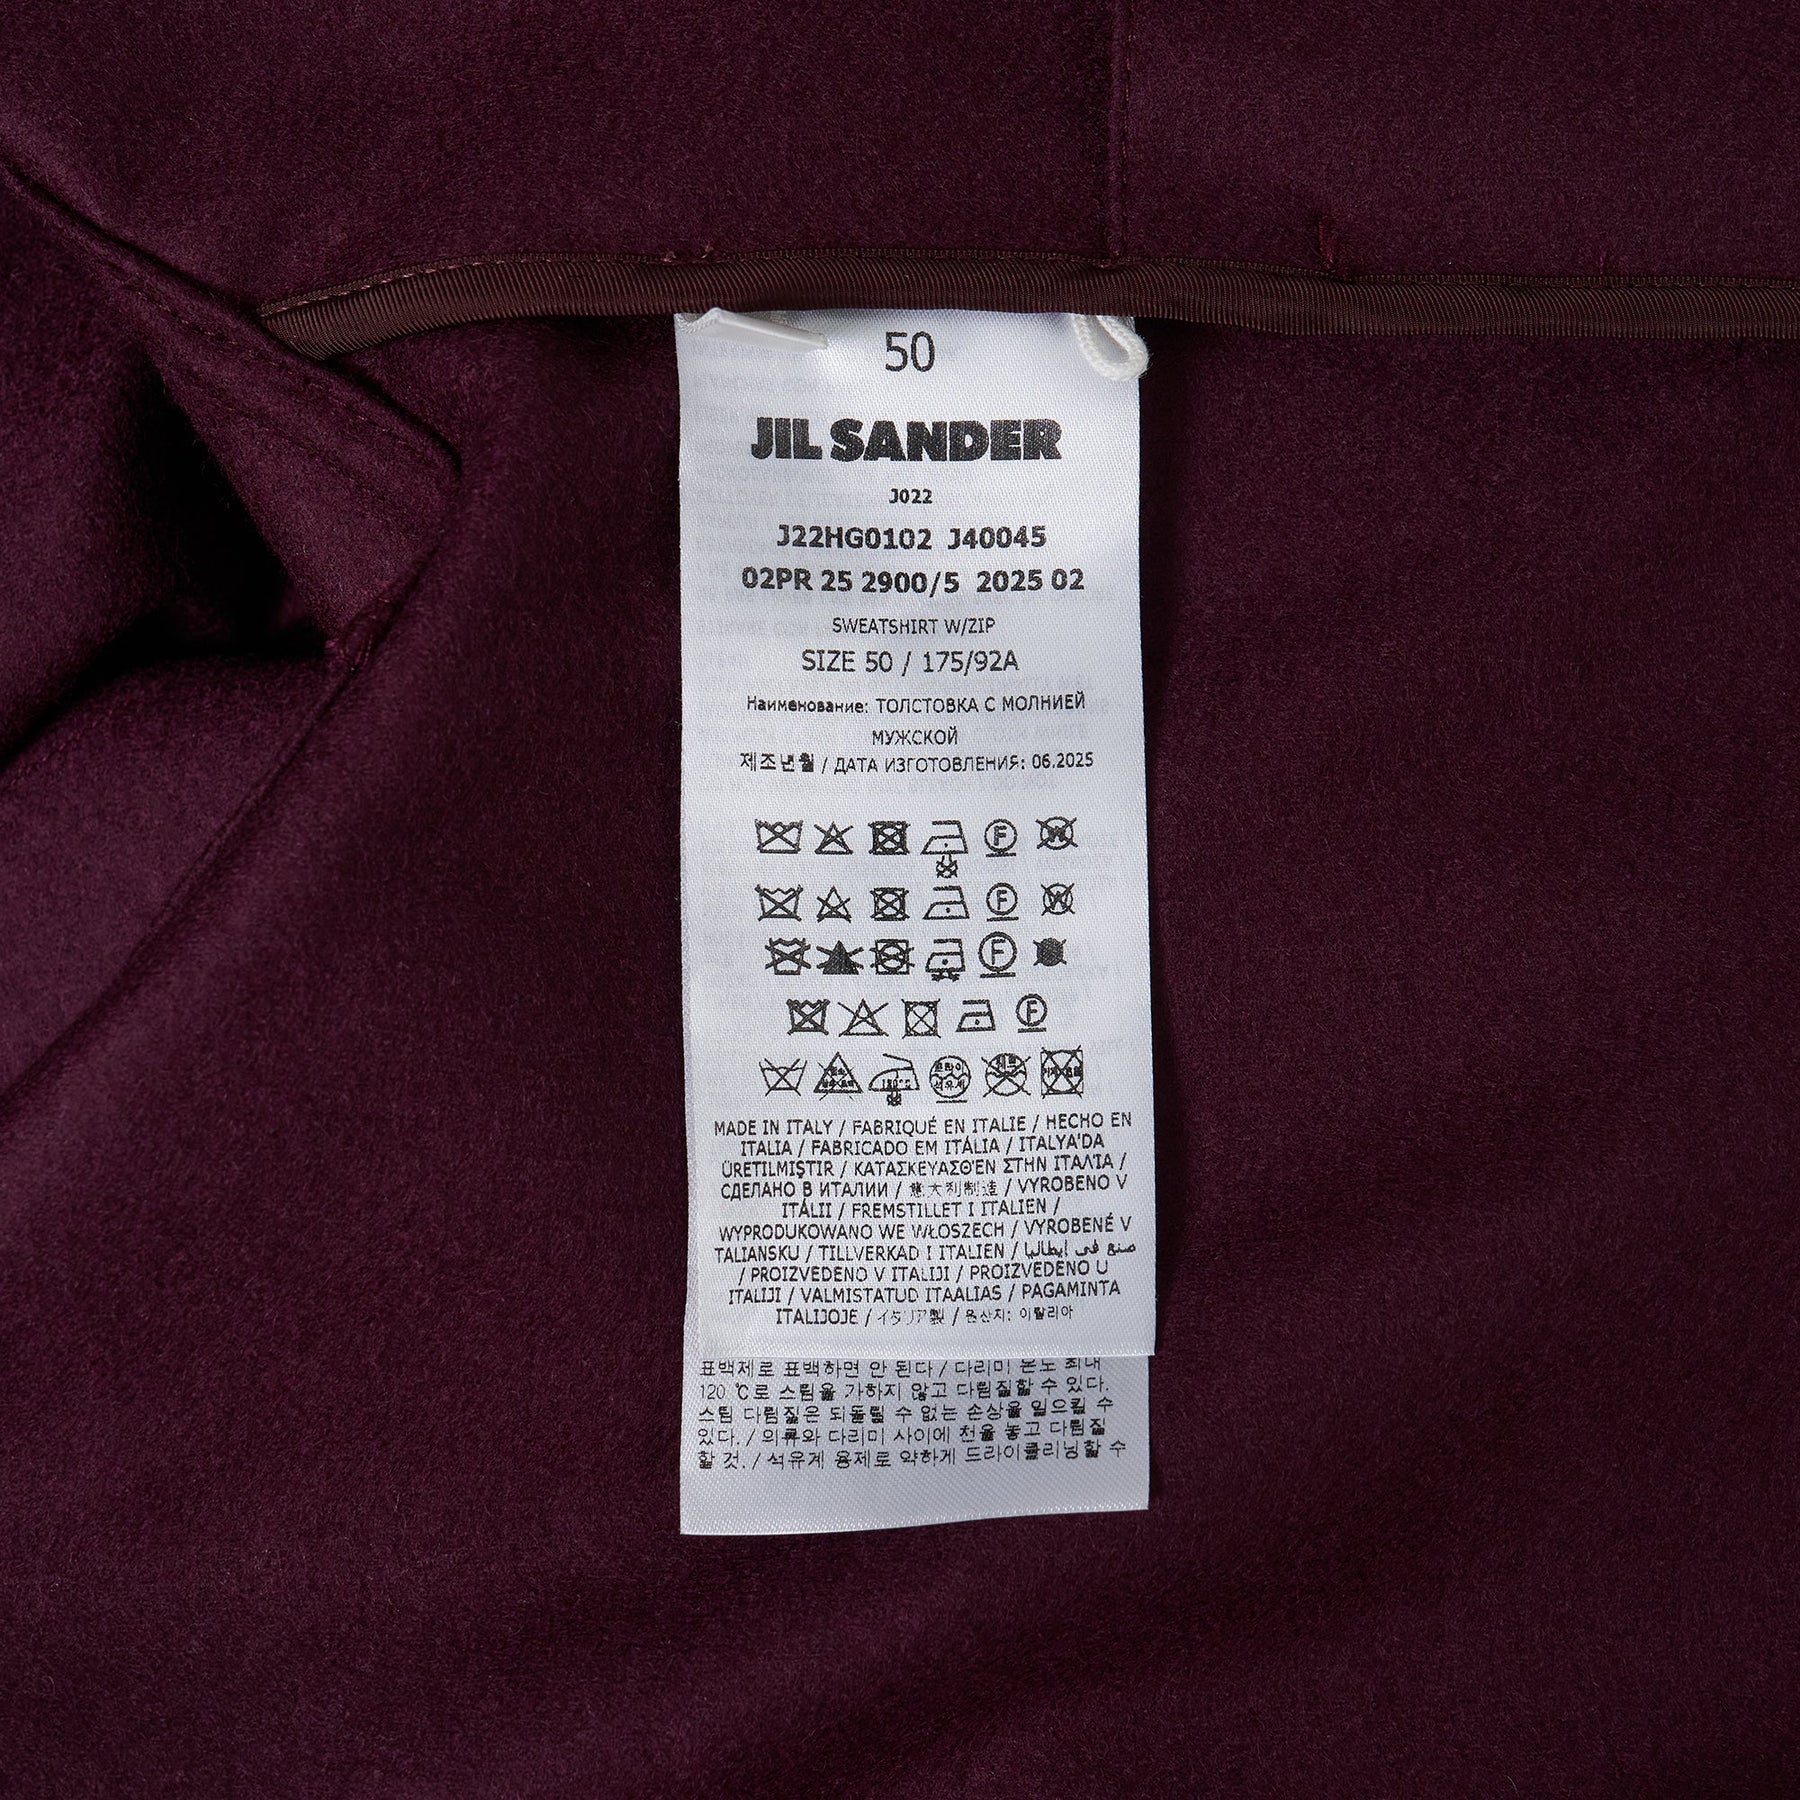 50
JIL SANDER
J022
J22HG0102 J40045
02PR 25 2900/5 2025 02
SWEATSHIRT W/ZIP
SIZE 50 / 175/92A
Наименование: ТОЛСТОВКА С МОЛНИЕЙ
МУЖСКОЙ
제조년월 / ДАТА ИЗГОТОВЛЕНИЯ: 06.2025
F W
F W
F
F
MADE IN ITALY / FABRIQUÉ EN ITALIE / HECHO EN
ITALIA / FABRICADO EM ITÁLIA / ITALYA'DA
ÜRETILMIŞTIR / ΚΑΤΑΣΚΕΥΑΣΘ'ΕΝ ΣΤΗΝ ΙΤΑΛΊΑ /
СДЕЛАНО В ИТАЛИИ / 意大利制造 / VYROBENO V
ITÁLII / FREMSTILLET I ITALIEN /
WYPRODUKOWANO WE WŁOSZECH / VYROBENÉ V
TALIANSKU / TILLVERKAD I ITALIEN / صنع في إيطاليا
/ PROIZVEDENO V ITALIJI / PROIZVEDENO U
ITALIJI / VALMISTATUD ITAALIAS / PAGAMINTA
ITALIJOJE / イタリア製 / 원산지: 이탈리아
표백제로 표백하면 안 된다 / 다리미 온도 최대
120 ℃로 스팀을 가하지 않고 다림질할 수 있다.
스팀 다림질은 되돌릴 수 없는 손상을 일으킬 수
있다. / 의류와 다리미 사이에 천을 놓고 다림질
할 것. / 석유계 용제로 약하게 드라이클리닝할 수